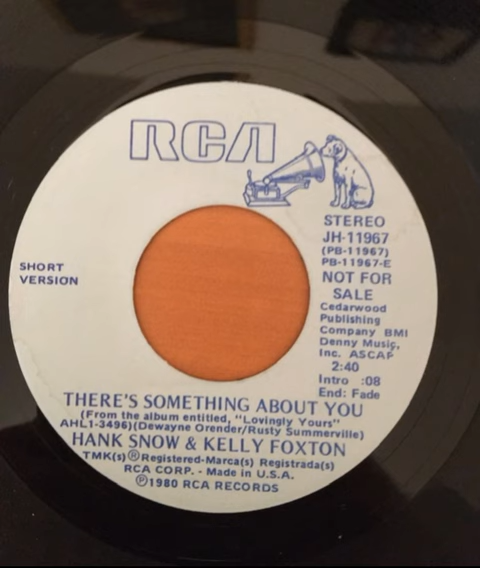 RCA
STEREO
JH-11967
(PB-11967)
PB-11967-E
NOT FOR
SALE
Cedarwood
Publishing
Company BMI
Denny Music,
Inc. ASCAP
2:40
Intro :08
End: Fade
SHORT
VERSION
THERE'S SOMETHING ABOUT YOU
(From the album entitled, "Lovingly Yours"
AHL1-3496)(Dewayne Orender/Rusty Summerville)
HANK SNOW & KELLY FOXTON
TMK(s) ®Registered-Marca(s) Registrada(s)
RCA CORP. - Made in U.S.A.
℗1980 RCA RECORDS